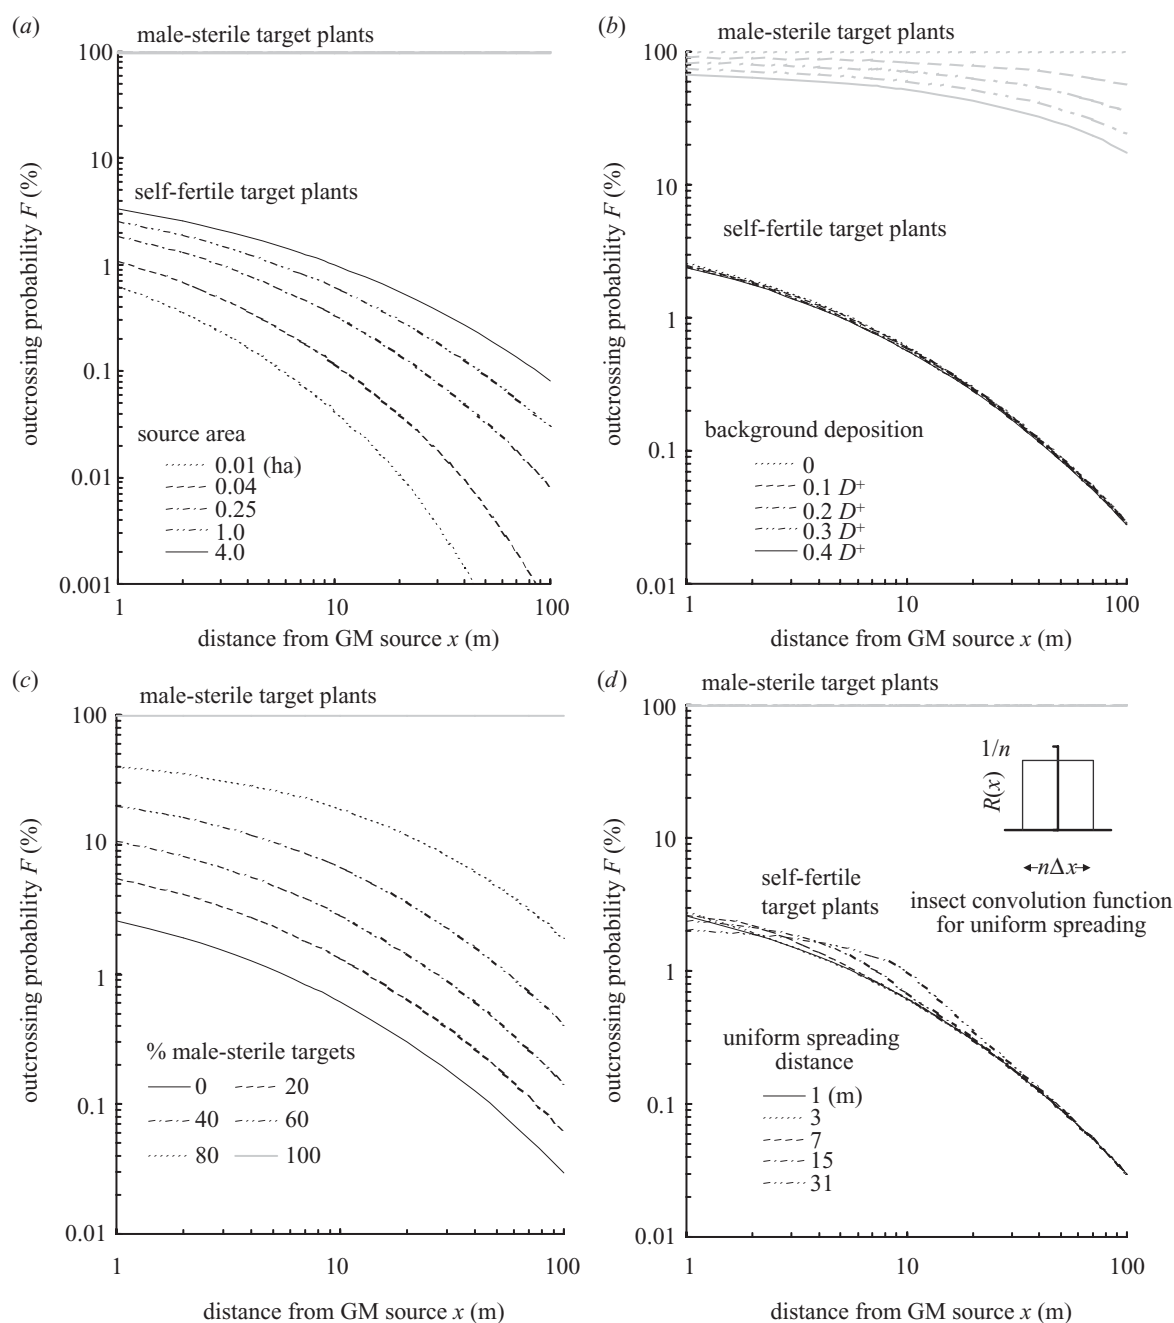 (a)
male-sterile target plants
100
10
1
0.1
0.01
0.001
outcrossing probability F (%)
self-fertile target plants
source area
0.01 (ha)
0.04
0.25
1.0
4.0
1 10 100
distance from GM source x (m)
(b)
male-sterile target plants
100
10
1
0.1
0.01
outcrossing probability F (%)
self-fertile target plants
background deposition
0
0.1 D+
0.2 D+
0.3 D+
0.4 D+
1 10 100
distance from GM source x (m)
(c)
male-sterile target plants
100
10
1
0.1
0.01
outcrossing probability F (%)
% male-sterile targets
0 20
40 60
80 100
1 10 100
distance from GM source x (m)
(d)
male-sterile target plants
100
10
1
0.1
0.01
outcrossing probability F (%)
1/n
R(x)
nΔx
insect convolution function
for uniform spreading
self-fertile
target plants
uniform spreading
distance
1 (m)
3
7
15
31
1 10 100
distance from GM source x (m)